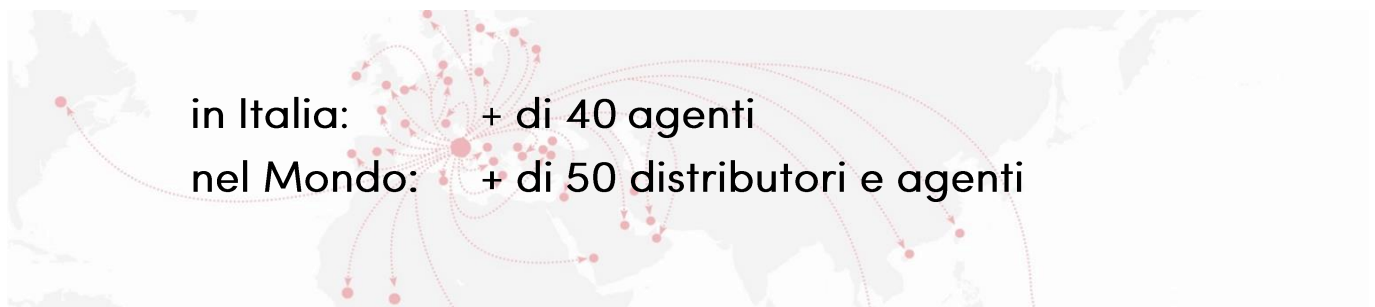 in Italia: + di 40 agenti
nel Mondo: + di 50 distributori e agenti